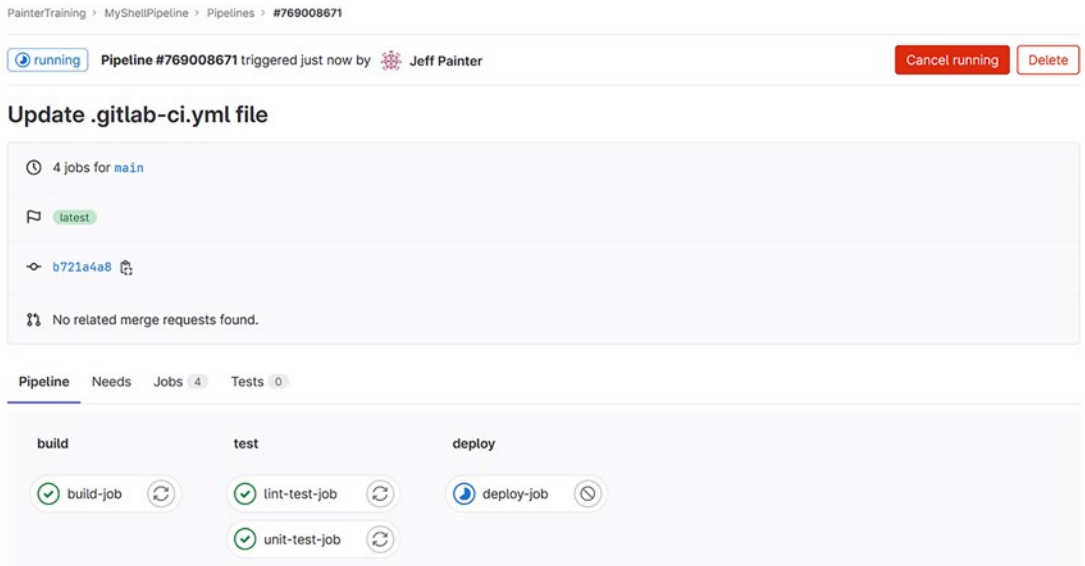 PainterTraining > MyShellPipeline > Pipelines > #769008671
running Pipeline #769008671 triggered just now by Jeff Painter Cancel running Delete
Update .gitlab-ci.yml file
4 jobs for main
latest
b721a4a8
No related merge requests found.
Pipeline Needs Jobs 4 Tests 0
build test deploy
build-job lint-test-job deploy-job
unit-test-job